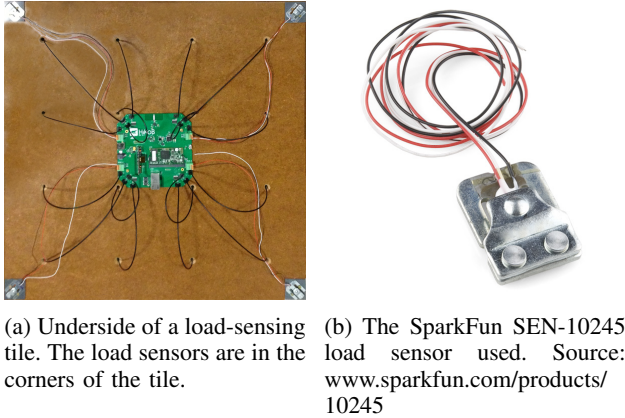 (a) Underside of a load-sensing
tile. The load sensors are in the
corners of the tile.
(b) The SparkFun SEN-10245
load sensor used. Source:
www.sparkfun.com/products/
10245